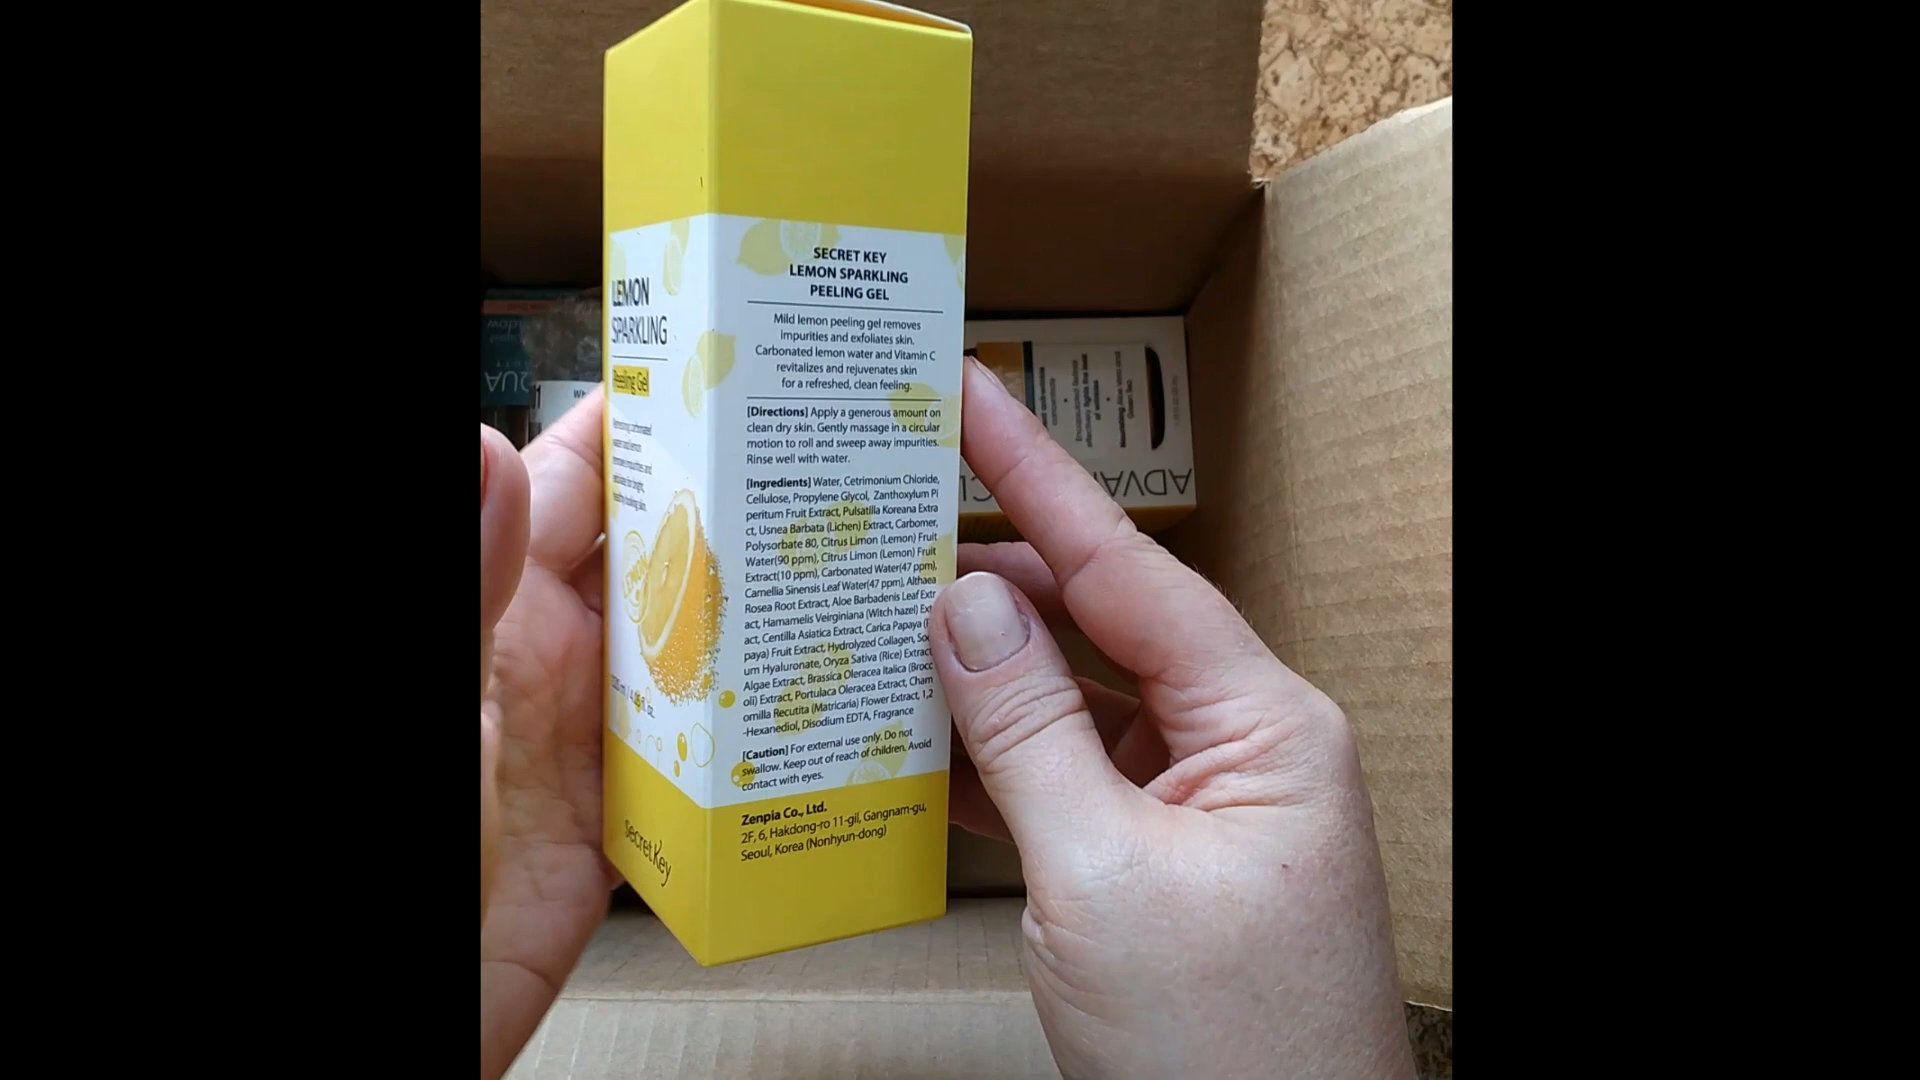 LEMON
SPARKLING
Peeling Gel
120 ml / 4.05 fl. oz.
secretKey
SECRET KEY
LEMON SPARKLING
PEELING GEL
Mild lemon peeling gel removes
impurities and exfoliates skin.
Carbonated lemon water and Vitamin C
revitalizes and rejuvenates skin
for a refreshed, clean feeling.
[Directions] Apply a generous amount on
clean dry skin. Gently massage in a circular
motion to roll and sweep away impurities.
Rinse well with water.
[Ingredients] Water, Cetrimonium Chloride,
Cellulose, Propylene Glycol, Zanthoxylum Pi
peritum Fruit Extract, Pulsatilla Koreana Extra
ct, Usnea Barbata (Lichen) Extract, Carbomer,
Polysorbate 80, Citrus Limon (Lemon) Fruit
Water(90 ppm), Citrus Limon (Lemon) Fruit
Extract(10 ppm), Carbonated Water(47 ppm),
Camellia Sinensis Leaf Water(47 ppm), Althaea
Rosea Root Extract, Aloe Barbadenis Leaf Extr
act, Hamamelis Veirginiana (Witch hazel) Ext
act, Centilla Asiatica Extract, Carica Papaya (P
paya) Fruit Extract, Hydrolyzed Collagen, Sod
um Hyaluronate, Oryza Sativa (Rice) Extract
Algae Extract, Brassica Oleracea Italica (Brocc
oli) Extract, Portulaca Oleracea Extract, Cham
omilla Recutita (Matricaria) Flower Extract, 1,2
-Hexanediol, Disodium EDTA, Fragrance
[Caution] For external use only. Do not
swallow. Keep out of reach of children. Avoid
contact with eyes.
Zenpia Co., Ltd.
2F, 6, Hakdong-ro 11-gil, Gangnam-gu,
Seoul, Korea (Nonhyun-dong)